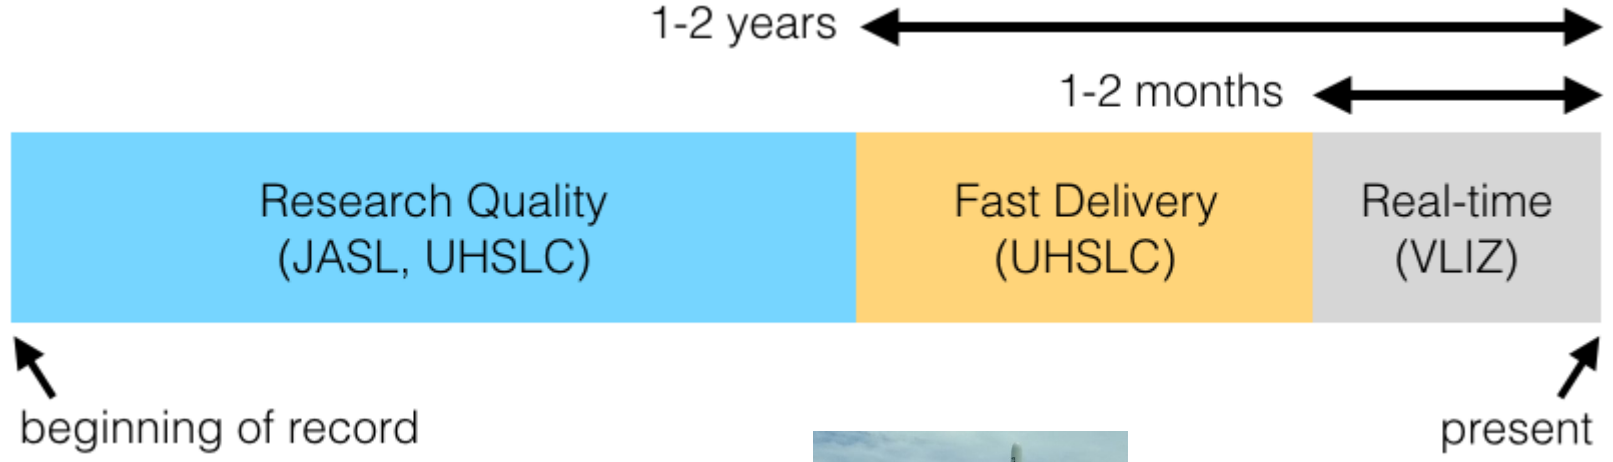 1-2 years
1-2 months
Research Quality
(JASL, UHSLC)
Fast Delivery
(UHSLC)
Real-time
(VLIZ)
beginning of record
present